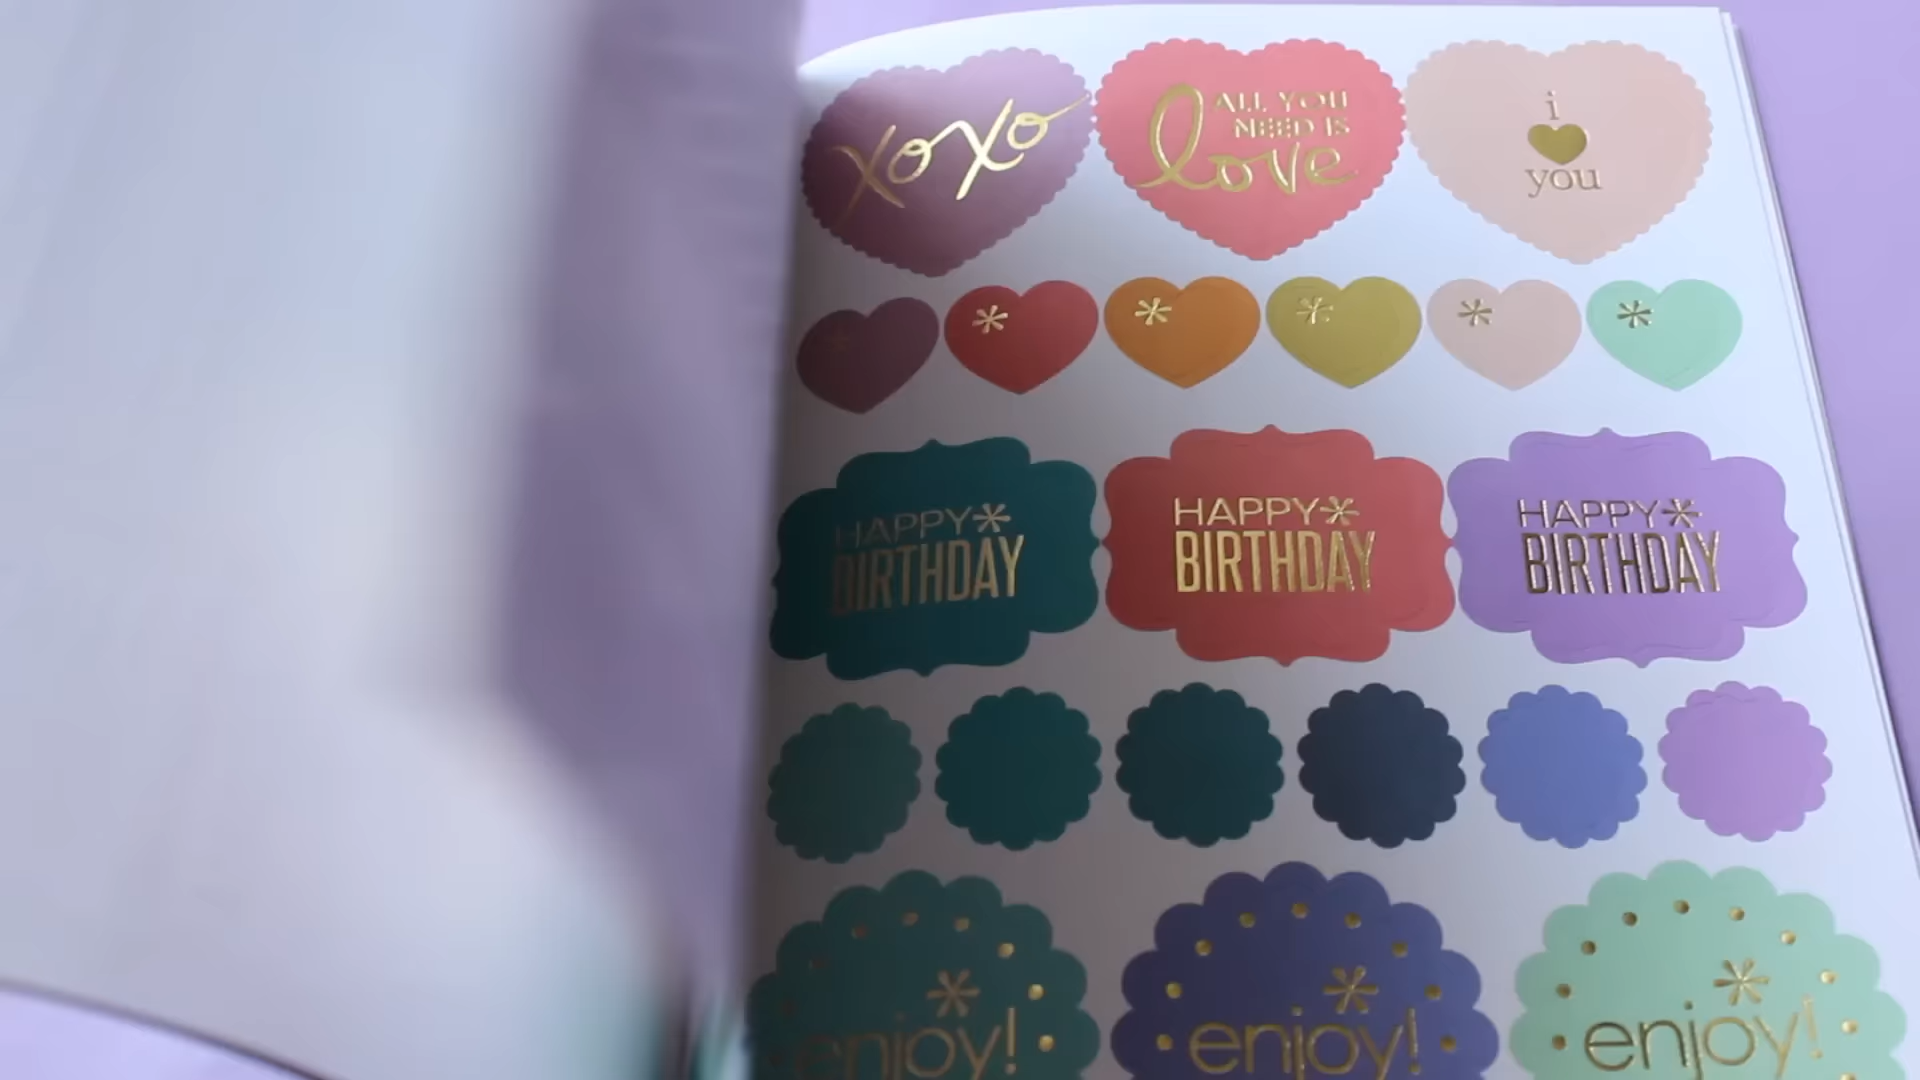 xoxo
ALL YOU
NEED IS
love
i
you
HAPPY
BIRTHDAY
HAPPY
BIRTHDAY
HAPPY
BIRTHDAY
enjoy!
enjoy!
enjoy!